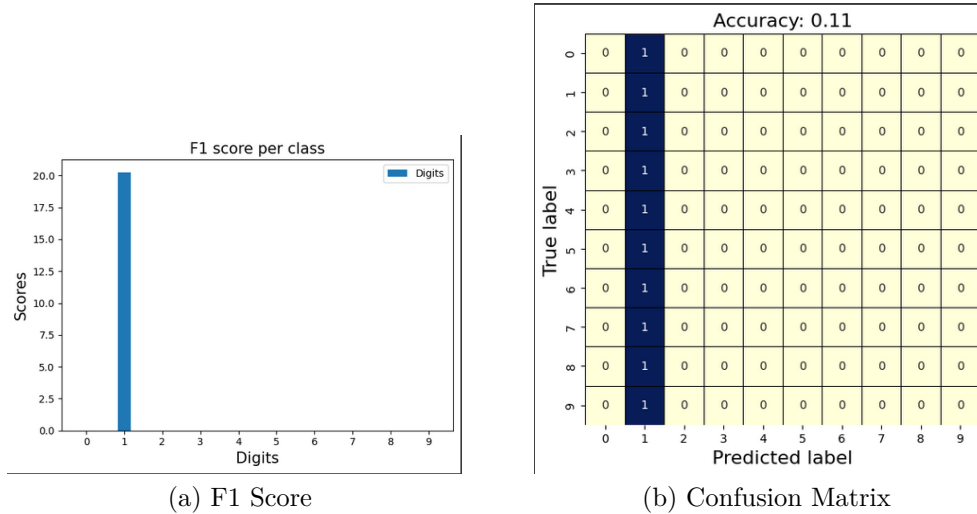 F1 score per class
Digits
20.0
17.5
15.0
12.5
10.0
7.5
5.0
2.5
0.0
Scores
0 1 2 3 4 5 6 7 8 9
Digits
(a) F1 Score
Accuracy: 0.11
True label
0 0 1 0 0 0 0 0 0 0 0
1 0 1 0 0 0 0 0 0 0 0
2 0 1 0 0 0 0 0 0 0 0
3 0 1 0 0 0 0 0 0 0 0
4 0 1 0 0 0 0 0 0 0 0
5 0 1 0 0 0 0 0 0 0 0
6 0 1 0 0 0 0 0 0 0 0
7 0 1 0 0 0 0 0 0 0 0
8 0 1 0 0 0 0 0 0 0 0
9 0 1 0 0 0 0 0 0 0 0
0 1 2 3 4 5 6 7 8 9
Predicted label
(b) Confusion Matrix